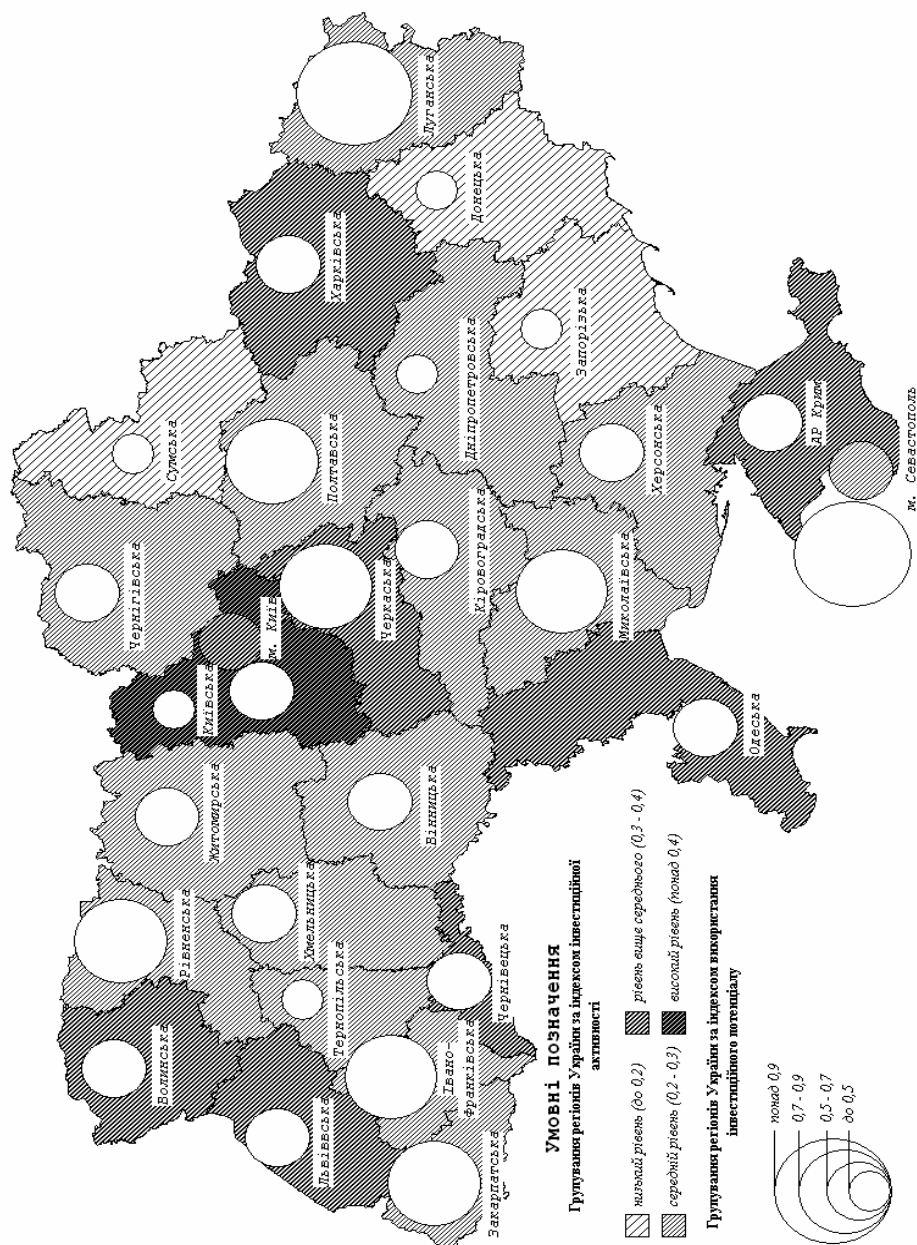 Волинська
Рівненська
Житомирська
Київська
м. Київ
Чернігівська
Сумська
Львівська
Тернопільська
Хмельницька
Вінницька
Черкаська
Полтавська
Харківська
Луганська
Закарпатська
Івано-
Франківська
Чернівецька
Кіровоградська
Дніпропетровська
Донецька
Миколаївська
Херсонська
Запорізька
Одеська
АР Крим
м. Севастополь
Умовні позначення
Групування регіонів України за індексом інвестиційної
активності
низький рівень (до 0,2)
рівень вище середнього (0,3 - 0,4)
середній рівень (0,2 - 0,3)
високий рівень (понад 0,4)
Групування регіонів України за індексом використання
інвестиційного потенціалу
понад 0,9
0,7 - 0,9
0,5 - 0,7
до 0,5